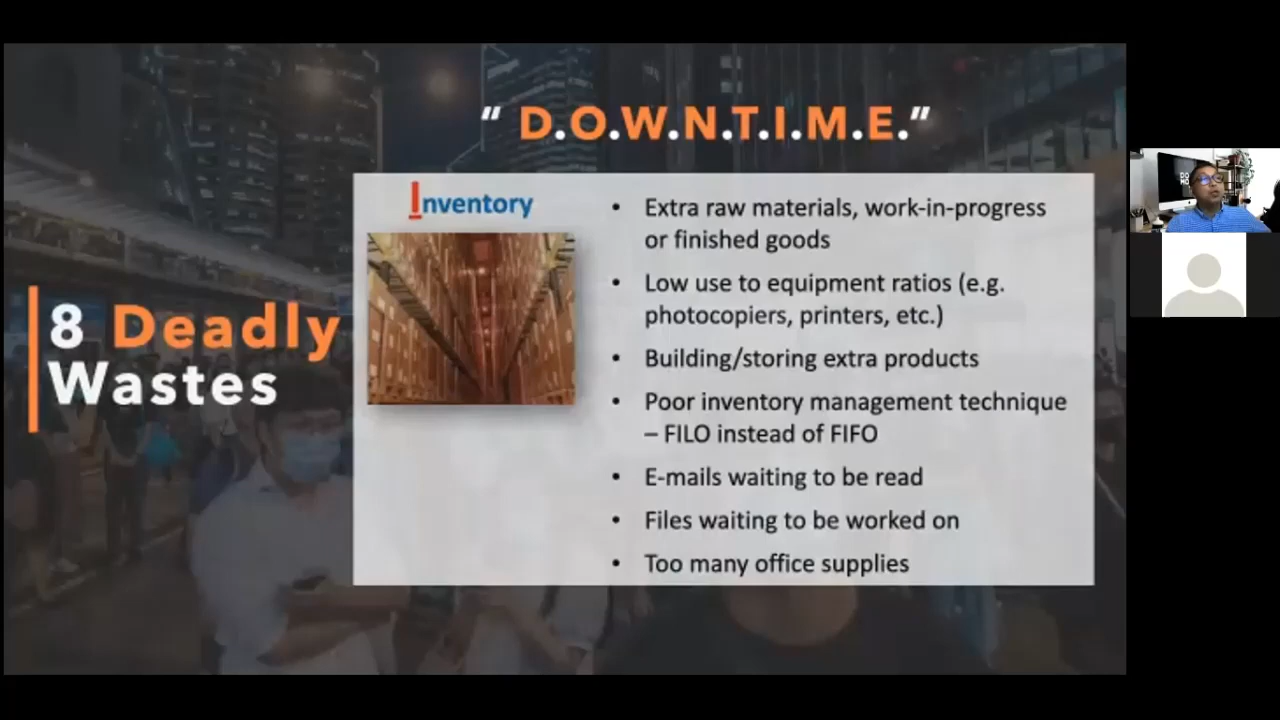 “ D.O.W.N.T.I.M.E.”
8 Deadly
Wastes
Inventory
• Extra raw materials, work-in-progress
or finished goods
• Low use to equipment ratios (e.g.
photocopiers, printers, etc.)
• Building/storing extra products
• Poor inventory management technique
– FILO instead of FIFO
• E-mails waiting to be read
• Files waiting to be worked on
• Too many office supplies